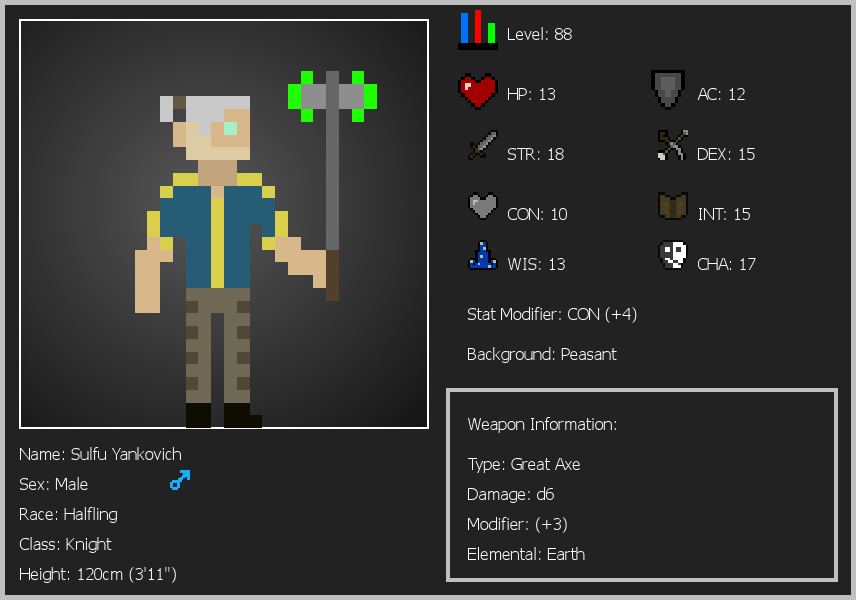 Level: 88
HP: 13
AC: 12
STR: 18
DEX: 15
CON: 10
INT: 15
WIS: 13
CHA: 17
Stat Modifier: CON (+4)
Background: Peasant
Weapon Information:
Type: Great Axe
Damage: d6
Modifier: (+3)
Elemental: Earth
Name: Sulfu Yankovich
Sex: Male
Race: Halfling
Class: Knight
Height: 120cm (3'11")